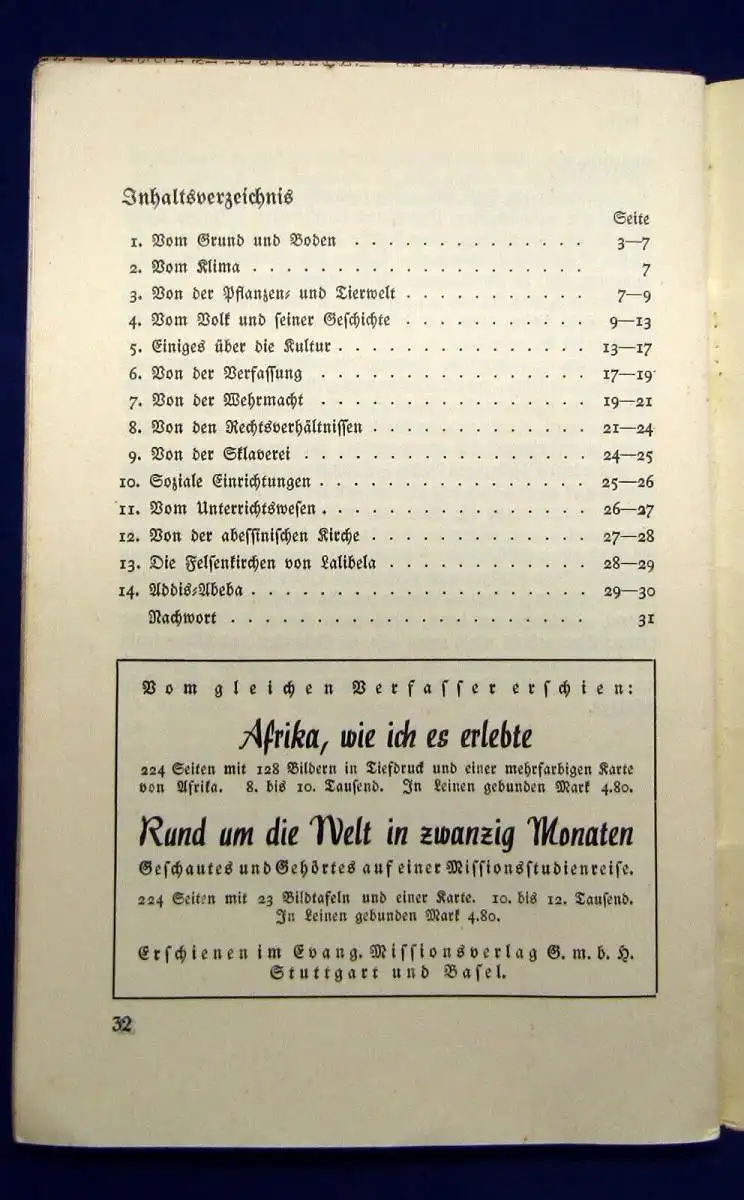 Inhaltsverzeichnis
Seite
1. Vom Grund und Boden . . . . . . . . . . . . . . 3—7
2. Vom Klima . . . . . . . . . . . . . . . . . . . . 7
3. Von der Pflanzen- und Tierwelt . . . . . . . . . . . 7—9
4. Vom Volk und seiner Geschichte . . . . . . . . . . . 9—13
5. Einiges über die Kultur . . . . . . . . . . . . . . . 13—17
6. Von der Verfassung . . . . . . . . . . . . . . . . 17—19
7. Von der Wehrmacht . . . . . . . . . . . . . . . . 19—21
8. Von den Rechtsverhältnissen . . . . . . . . . . . . . 21—24
9. Von der Sklaverei . . . . . . . . . . . . . . . . . 24—25
10. Soziale Einrichtungen . . . . . . . . . . . . . . . . 25—26
11. Vom Unterrichtswesen . . . . . . . . . . . . . . . . 26—27
12. Von der abessinischen Kirche . . . . . . . . . . . . . 27—28
13. Die Felsenkirchen von Lalibela . . . . . . . . . . . . 28—29
14. Addis-Abeba . . . . . . . . . . . . . . . . . . . . 29—30
Nachwort . . . . . . . . . . . . . . . . . . . . . 31
Vom gleichen Verfasser erschien:
Afrika, wie ich es erlebte
224 Seiten mit 128 Bildern in Tiefdruck und einer mehrfarbigen Karte
von Afrika. 8. bis 10. Tausend. In Leinen gebunden Mark 4.80.
Rund um die Welt in zwanzig Monaten
Geschautes und Gehörtes auf einer Missionsstudienreise.
224 Seiten mit 23 Bildtafeln und einer Karte. 10. bis 12. Tausend.
In Leinen gebunden Mark 4.80.
Erschienen im Evang. Missionsverlag G. m. b. H.
Stuttgart und Basel.
32